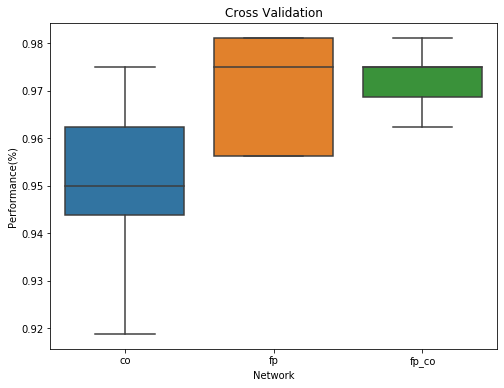 Cross Validation
Performance(%)
0.98
0.97
0.96
0.95
0.94
0.93
0.92
co fp fp_co
Network